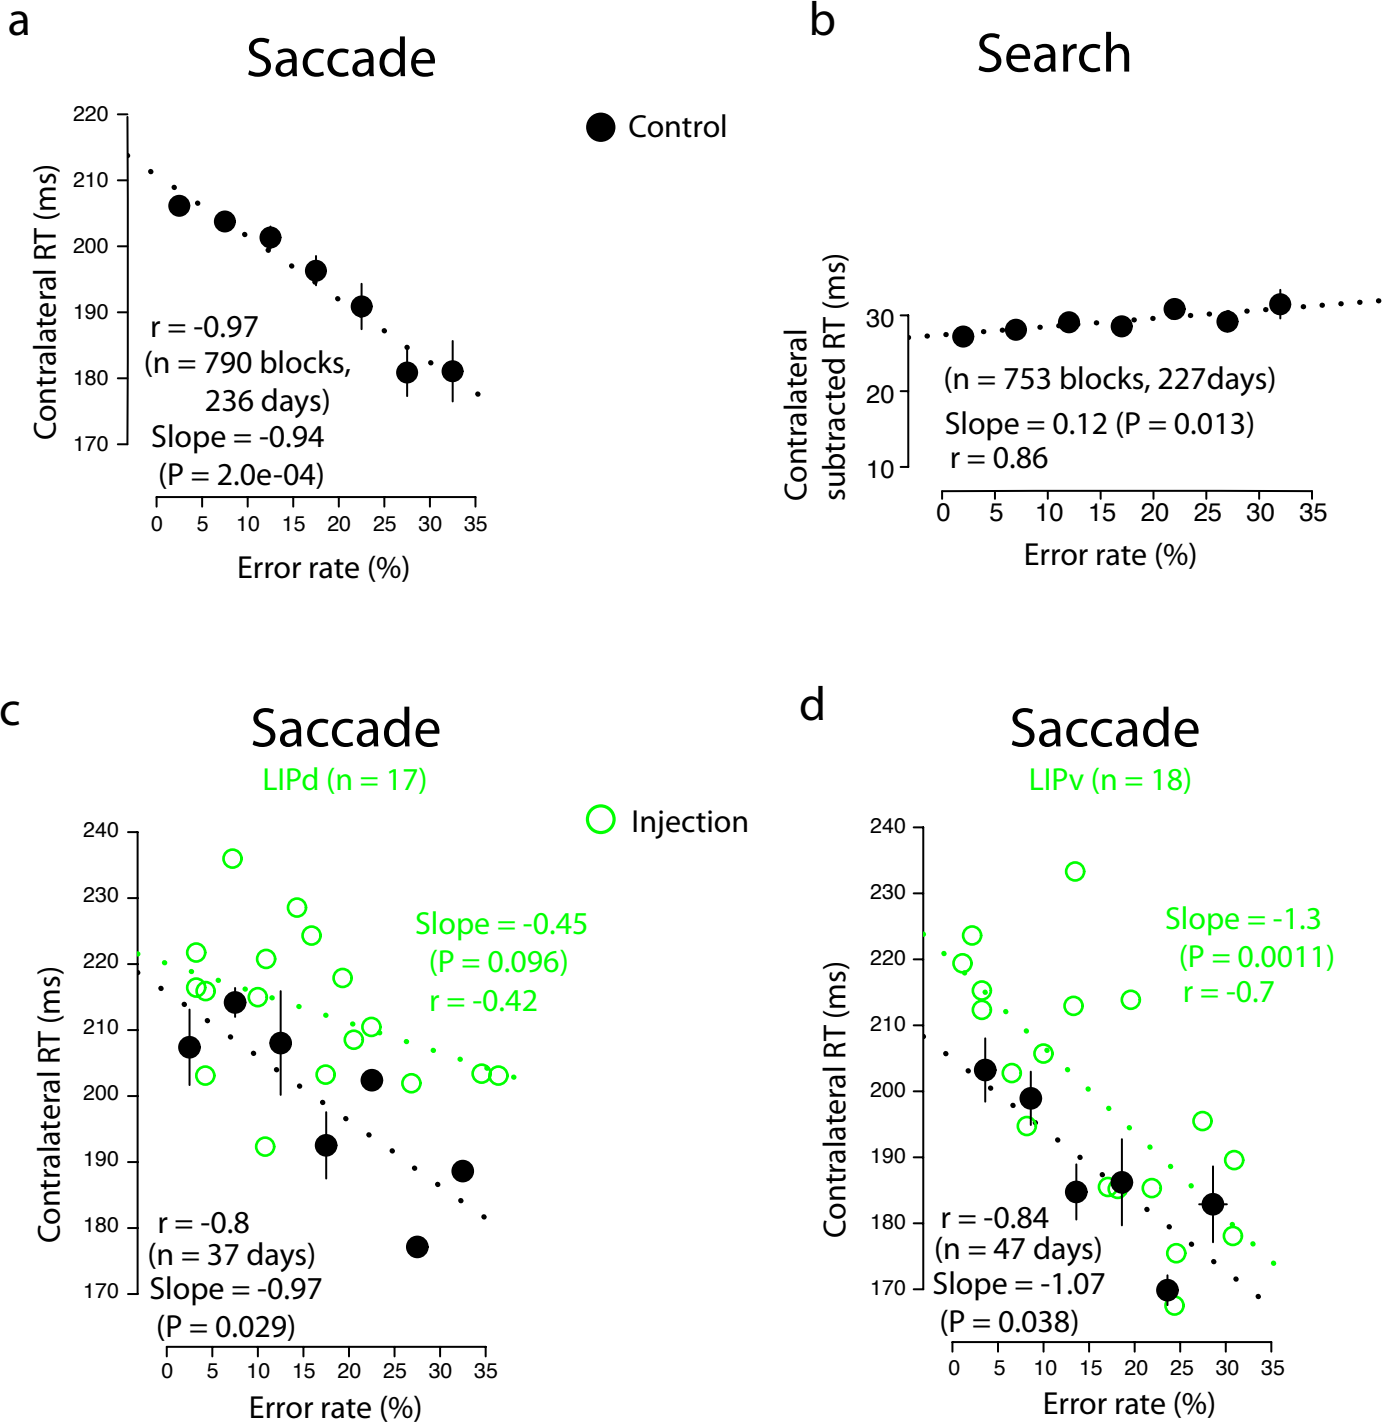 a
Saccade
Control
220
210
200
190
180
170
Contralateral RT (ms)
r = -0.97
(n = 790 blocks,
236 days)
Slope = -0.94
(P = 2.0e-04)
0 5 10 15 20 25 30 35
Error rate (%)
b
Search
30
20
10
Contralateral
subtracted RT (ms)
(n = 753 blocks, 227days)
Slope = 0.12 (P = 0.013)
r = 0.86
0 5 10 15 20 25 30 35
Error rate (%)
c
Saccade
LIPd (n = 17)
Injection
240
230
220
210
200
190
180
170
Contralateral RT (ms)
Slope = -0.45
(P = 0.096)
r = -0.42
r = -0.8
(n = 37 days)
Slope = -0.97
(P = 0.029)
0 5 10 15 20 25 30 35
Error rate (%)
d
Saccade
LIPv (n = 18)
240
230
220
210
200
190
180
170
Contralateral RT (ms)
Slope = -1.3
(P = 0.0011)
r = -0.7
r = -0.84
(n = 47 days)
Slope = -1.07
(P = 0.038)
0 5 10 15 20 25 30 35
Error rate (%)